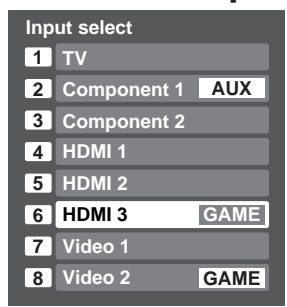 Input select
1 TV
2 Component 1 AUX
3 Component 2
4 HDMI 1
5 HDMI 2
6 HDMI 3 GAME
7 Video 1
8 Video 2 GAME